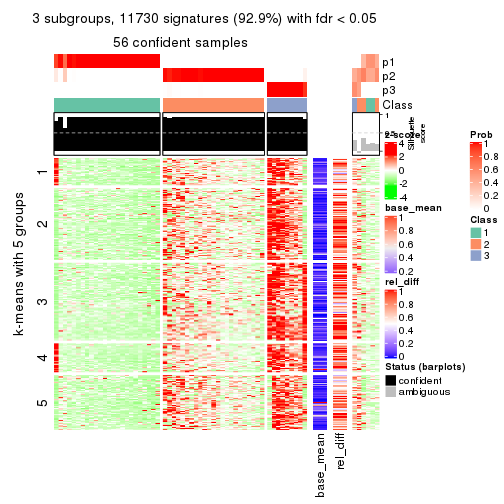 3 subgroups, 11730 signatures (92.9%) with fdr < 0.05
56 confident samples
p1
p2
p3
Class
1
0.5
Silhouette
score
k-means with 5 groups
1
2
3
4
5
base_mean
rel_diff
z-score
4
2
0
-2
-4
base_mean
1
0.8
0.6
0.4
0.2
rel_diff
1
0.8
0.6
0.4
0.2
0
Status (barplots)
confident
ambiguous
Prob
1
0.8
0.6
0.4
0.2
0
Class
1
2
3